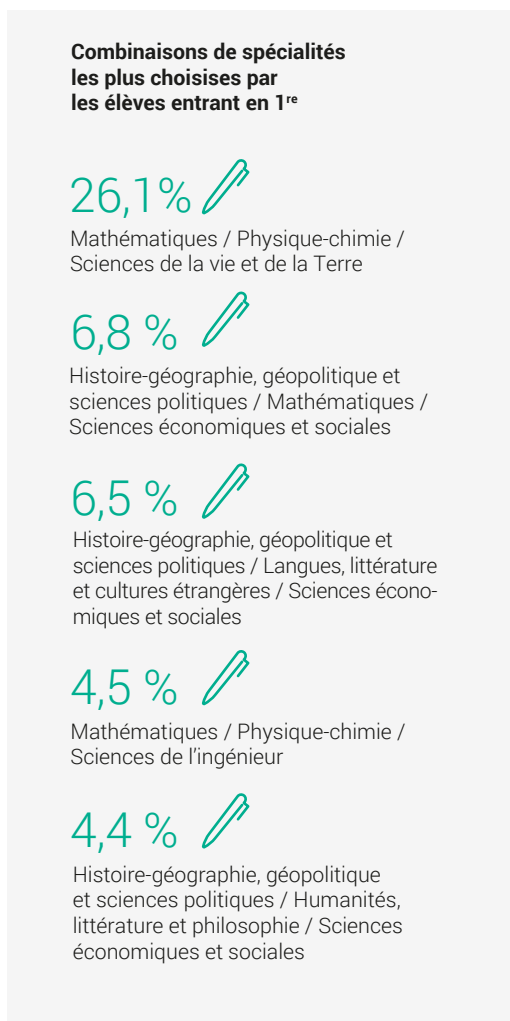 Combinaisons de spécialités
les plus choisises par
les élèves entrant en 1re
26,1%
Mathématiques / Physique-chimie /
Sciences de la vie et de la Terre
6,8 %
Histoire-géographie, géopolitique et
sciences politiques / Mathématiques /
Sciences économiques et sociales
6,5 %
Histoire-géographie, géopolitique et
sciences politiques / Langues, littérature
et cultures étrangères / Sciences écono-
miques et sociales
4,5 %
Mathématiques / Physique-chimie /
Sciences de l’ingénieur
4,4 %
Histoire-géographie, géopolitique
et sciences politiques / Humanités,
littérature et philosophie / Sciences
économiques et sociales